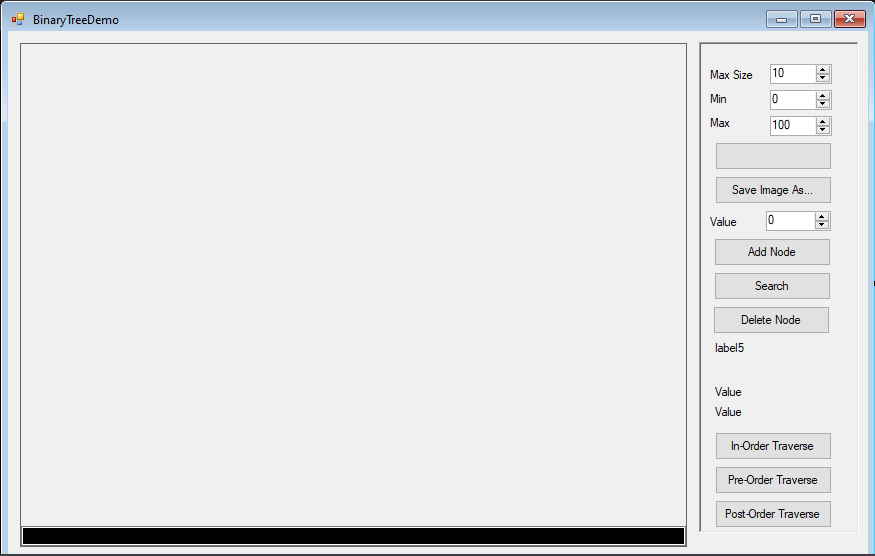 BinaryTreeDemo
Max Size 10
Min 0
Max 100
Save Image As...
Value 0
Add Node
Search
Delete Node
label5
Value
Value
In-Order Traverse
Pre-Order Traverse
Post-Order Traverse